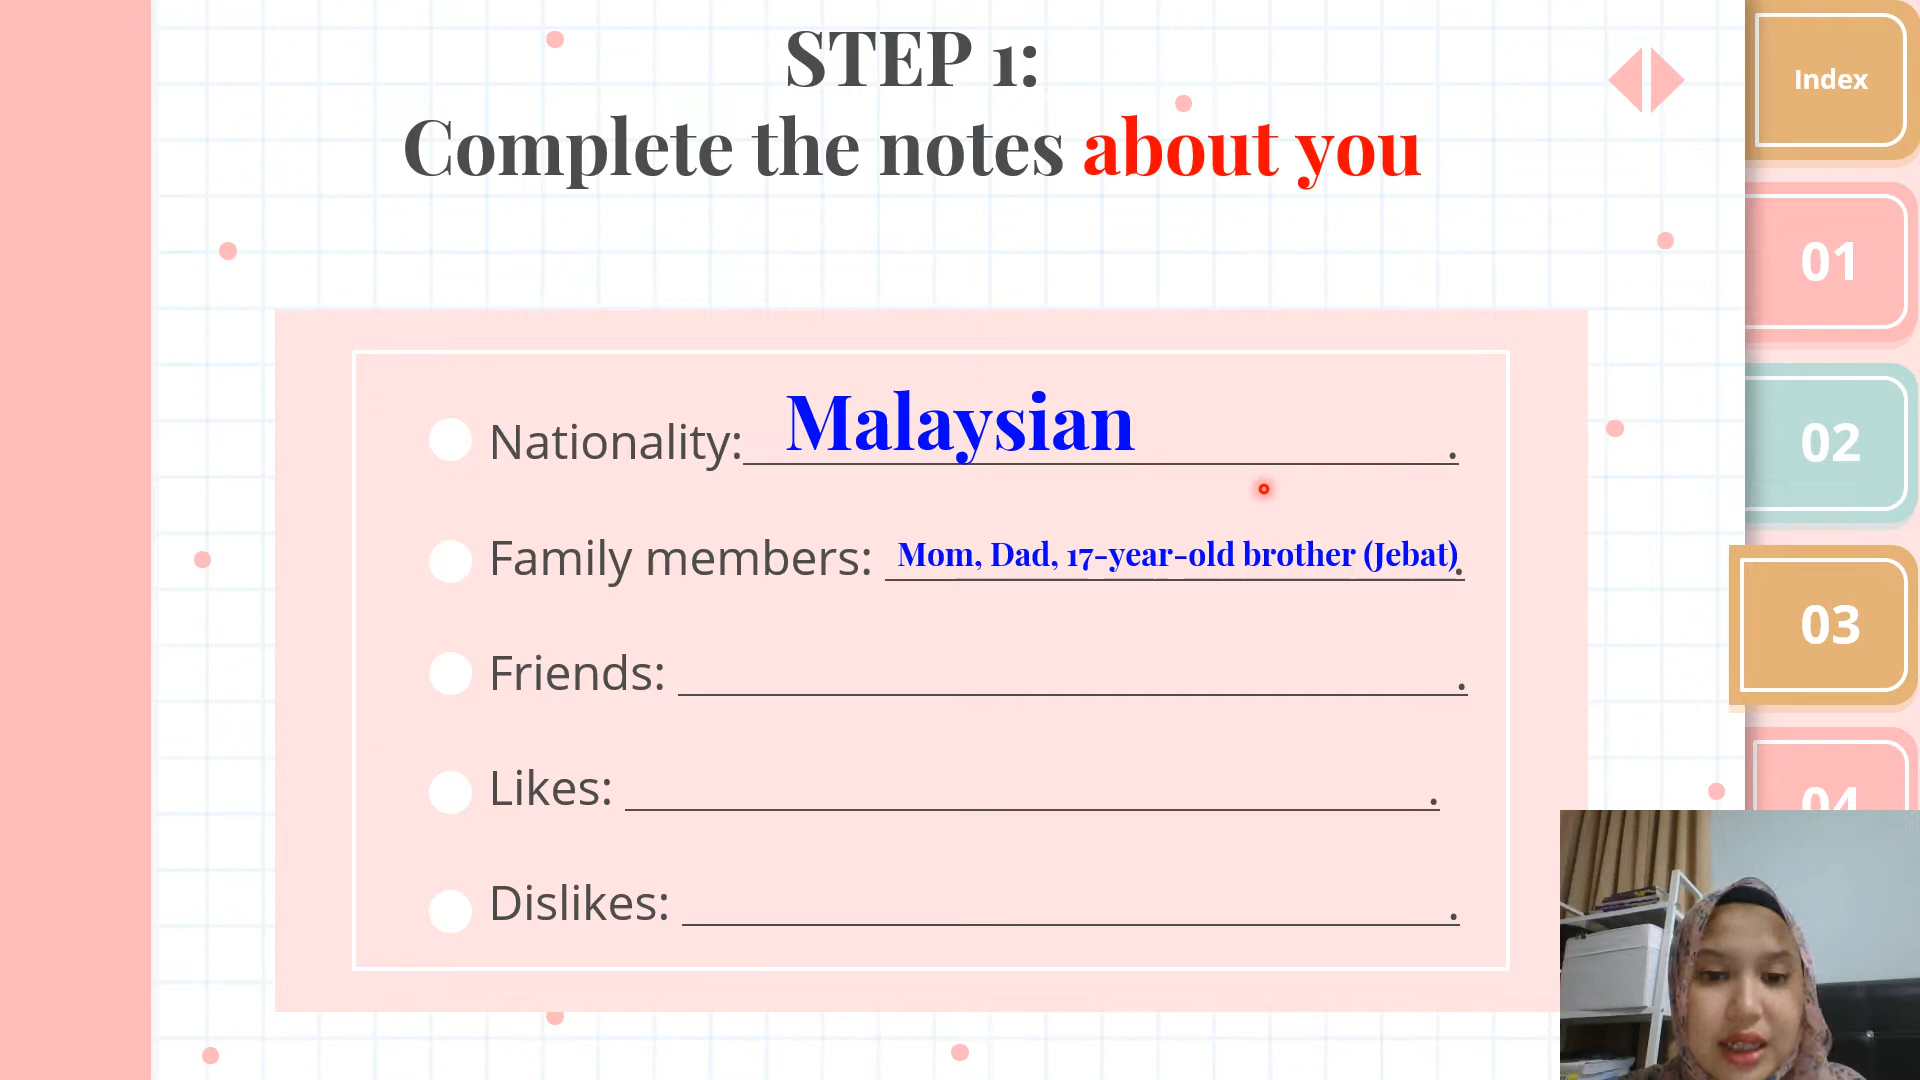 STEP 1:
Complete the notes about you
Index
01
02
03
04
Nationality: Malaysian.
Family members: Mom, Dad, 17-year-old brother (Jebat).
Friends: .
Likes: .
Dislikes: .